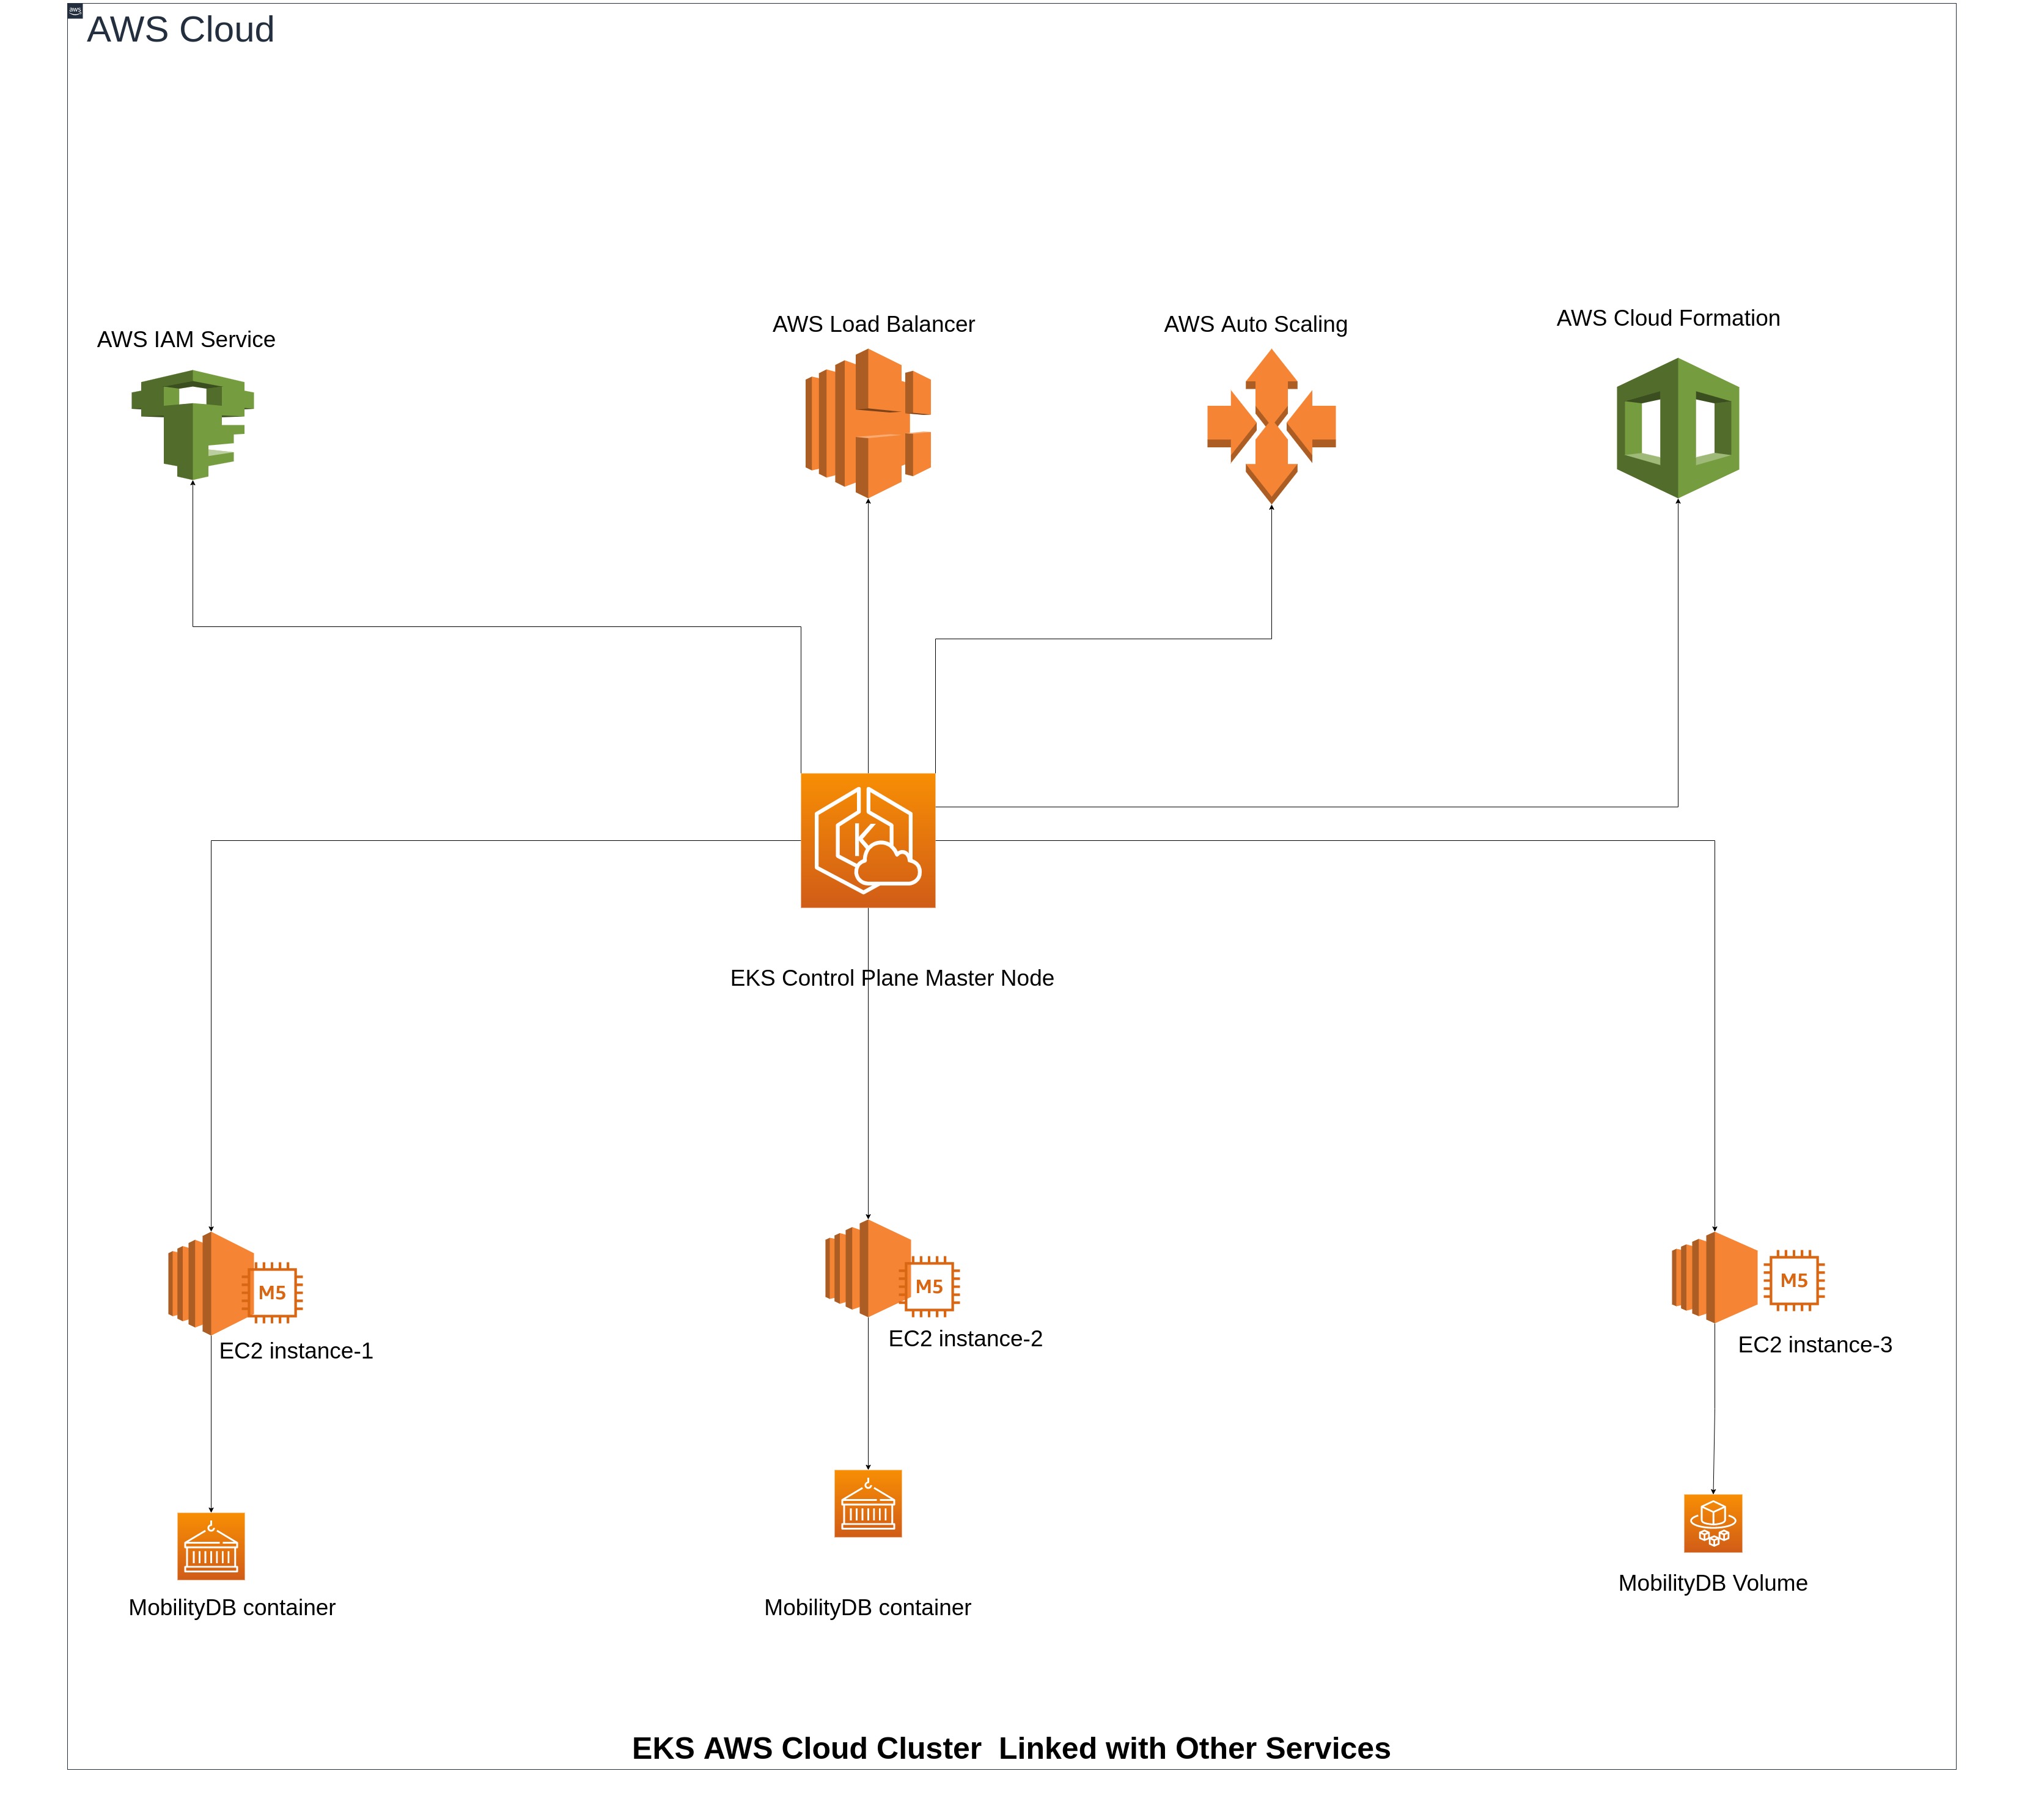 aws
AWS Cloud
AWS IAM Service
AWS Load Balancer
AWS Auto Scaling
AWS Cloud Formation
K
EKS Control Plane Master Node
M5
EC2 instance-1
M5
EC2 instance-2
M5
EC2 instance-3
MobilityDB container
MobilityDB container
MobilityDB Volume
EKS AWS Cloud Cluster  Linked with Other Services